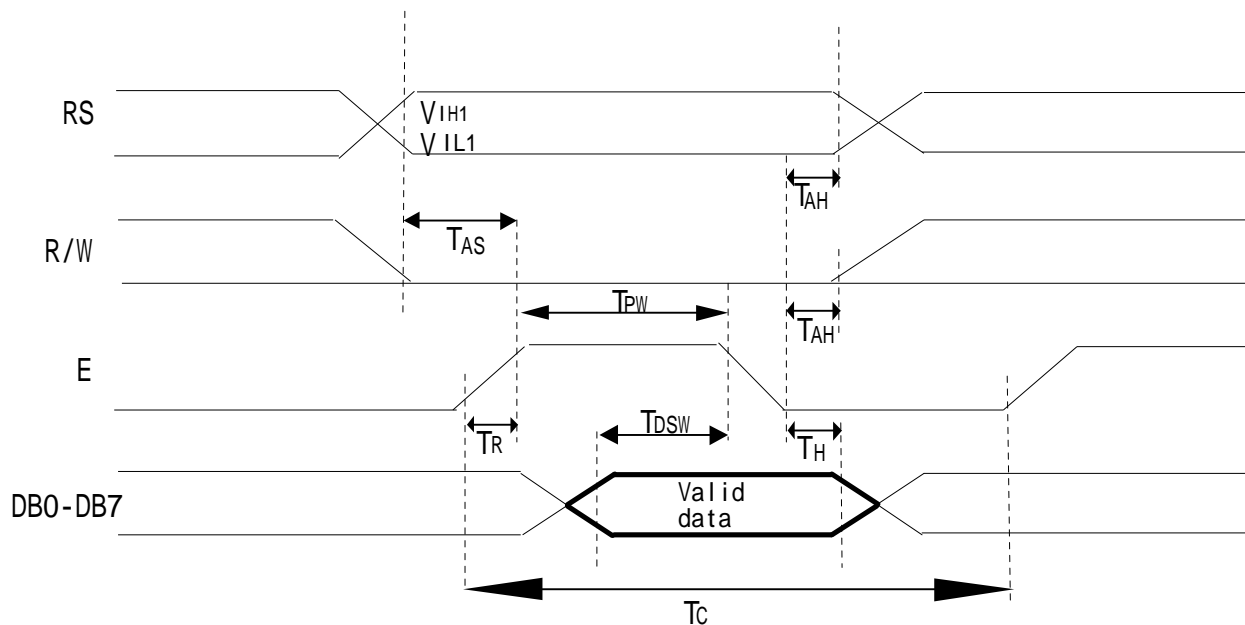 RS
VIH1
VIL1
TAH
R/W
TAS
TPW
TAH
E
TR
TDSW
TH
DB0-DB7
Valid
data
TC